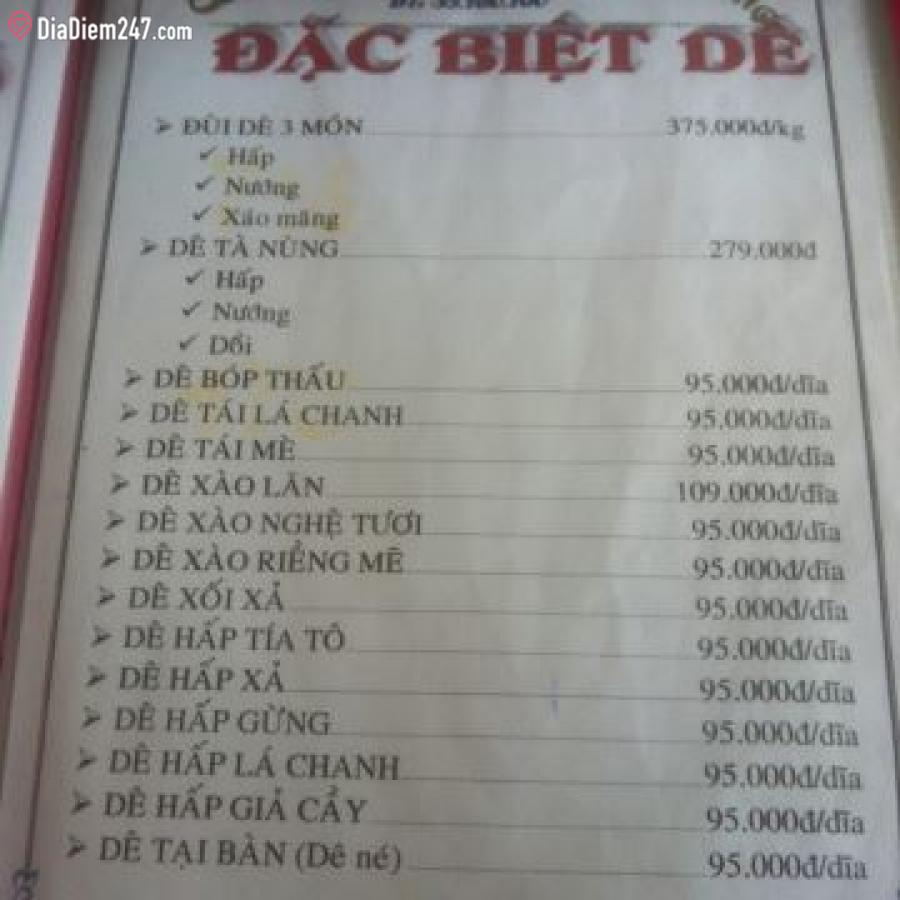 DiaDiem247.com
ĐẶC BIỆT DÊ
➢ ĐÙI DÊ 3 MÓN 375.000đ/kg
✓ Hấp
✓ Nướng
✓ Xáo măng
➢ DÊ TÀ NÙNG 279.000đ
✓ Hấp
✓ Nướng
✓ Dồi
➢ DÊ BÓP THẤU 95.000đ/dĩa
➢ DÊ TÁI LÁ CHANH 95.000đ/dĩa
➢ DÊ TÁI MÈ 95.000đ/dĩa
➢ DÊ XÀO LĂN 109.000đ/dĩa
➢ DÊ XÀO NGHỆ TƯƠI 95.000đ/dĩa
➢ DÊ XÀO RIỀNG MẼ 95.000đ/dĩa
➢ DÊ XỐI XẢ 95.000đ/dĩa
➢ DÊ HẤP TÍA TÔ 95.000đ/dĩa
➢ DÊ HẤP XẢ 95.000đ/dĩa
➢ DÊ HẤP GỪNG 95.000đ/dĩa
➢ DÊ HẤP LÁ CHANH 95.000đ/dĩa
➢ DÊ HẤP GIẢ CẦY 95.000đ/dĩa
➢ DÊ TẠI BÀN (Dê né) 95.000đ/dĩa